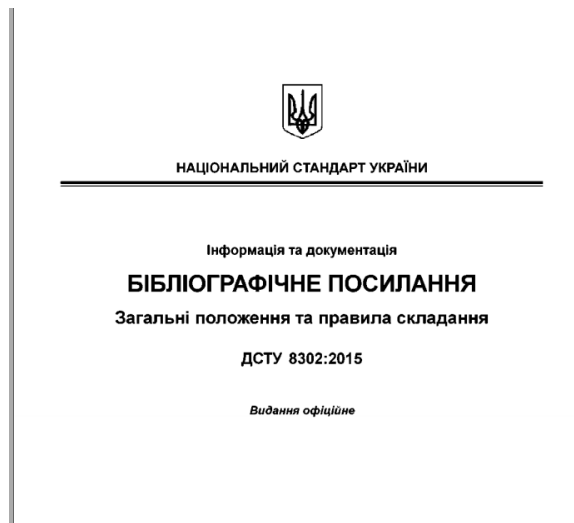 НАЦІОНАЛЬНИЙ СТАНДАРТ УКРАЇНИ
Інформація та документація
БІБЛІОГРАФІЧНЕ ПОСИЛАННЯ
Загальні положення та правила складання
ДСТУ 8302:2015
Видання офіційне